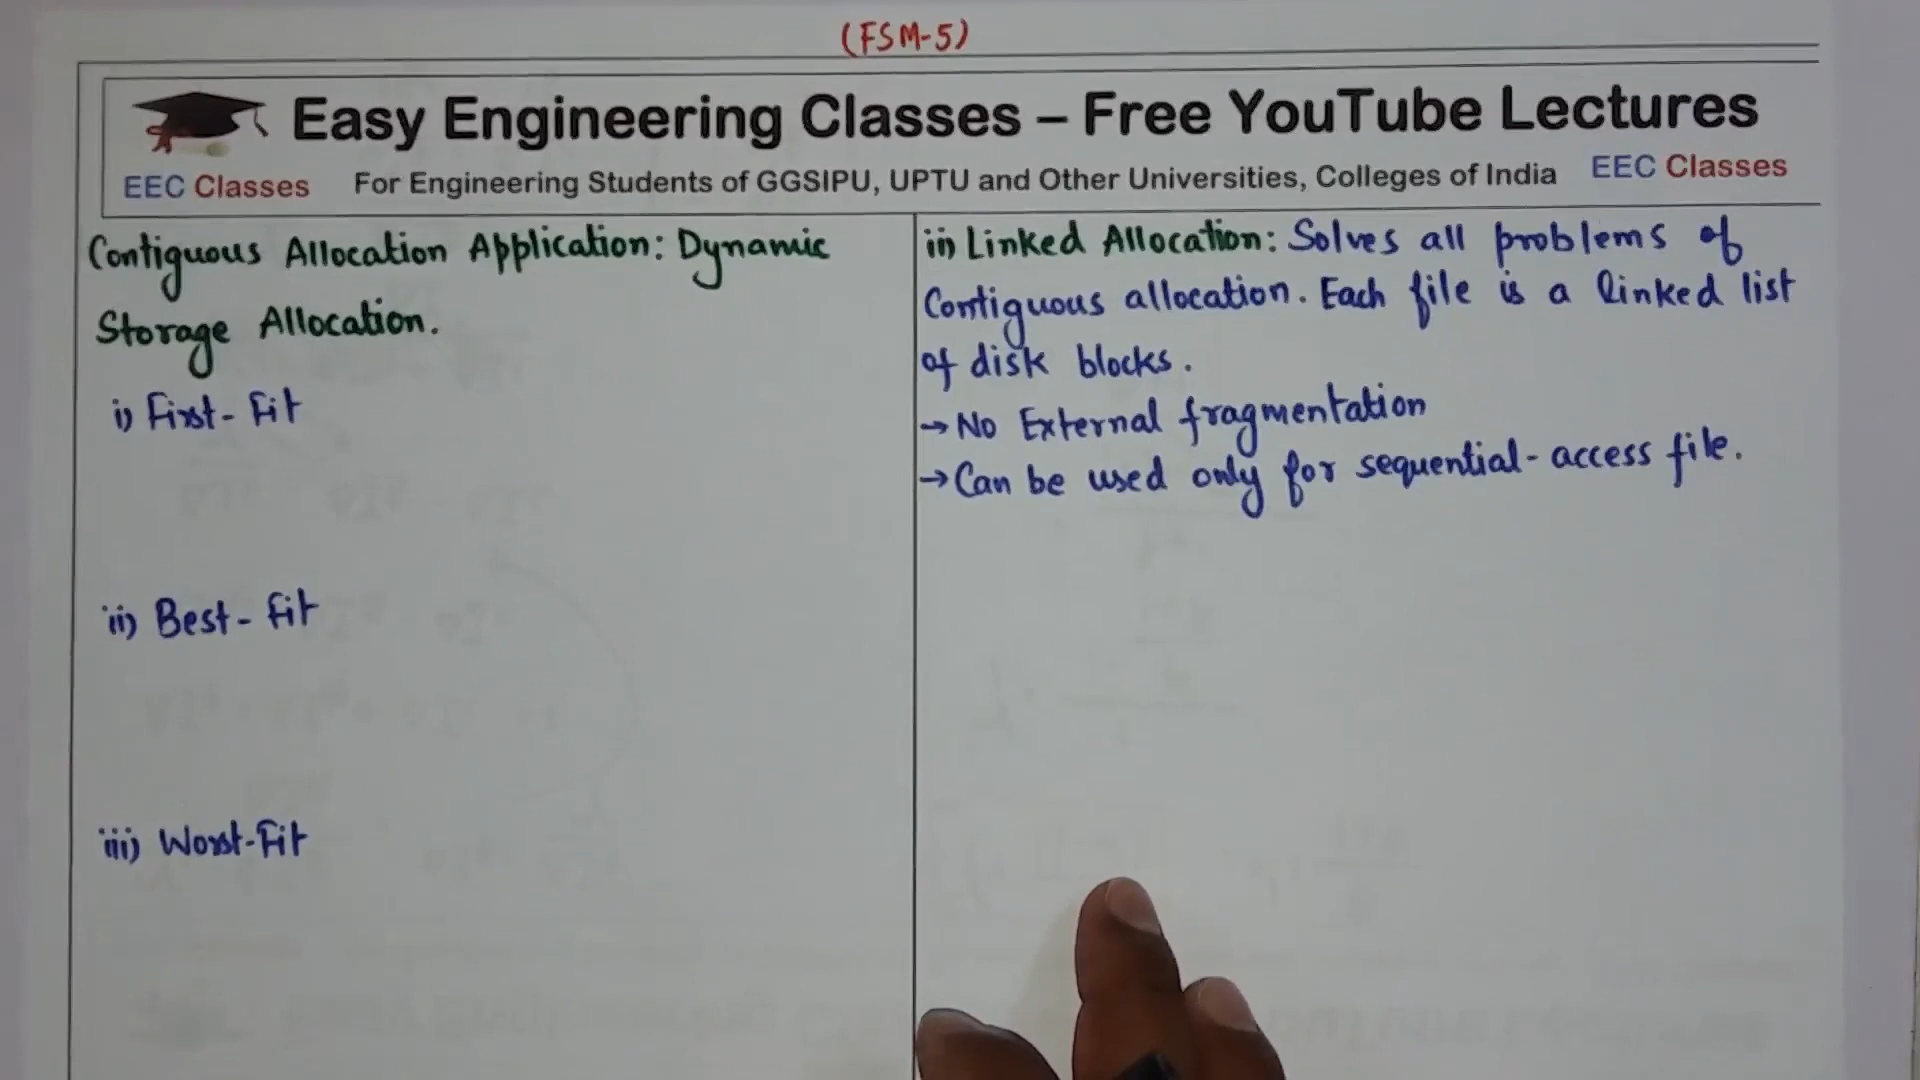 (FSM-5)
Easy Engineering Classes – Free YouTube Lectures
EEC Classes For Engineering Students of GGSIPU, UPTU and Other Universities, Colleges of India EEC Classes
Contiguous Allocation Application: Dynamic
Storage Allocation.
i) First-Fit
ii) Best-Fit
iii) Worst-Fit
ii) Linked Allocation: Solves all problems of
Contiguous allocation. Each file is a linked list
of disk blocks.
→ No External fragmentation
→ Can be used only for sequential-access file.